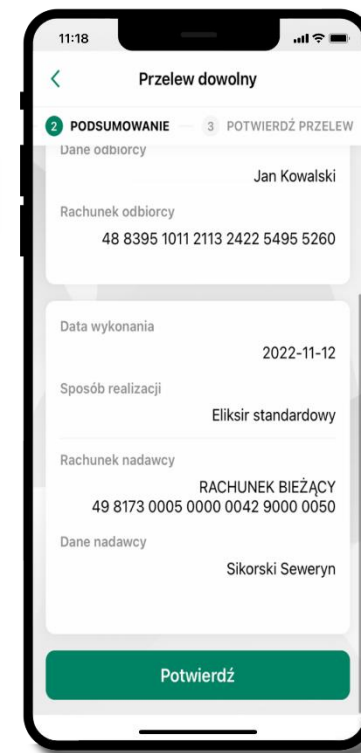 11:18
Przelew dowolny
2 PODSUMOWANIE 3 POTWIERDŹ PRZELEW
Dane odbiorcy
Jan Kowalski
Rachunek odbiorcy
48 8395 1011 2113 2422 5495 5260
Data wykonania
2022-11-12
Sposób realizacji
Eliksir standardowy
Rachunek nadawcy
RACHUNEK BIEŻĄCY
49 8173 0005 0000 0042 9000 0050
Dane nadawcy
Sikorski Seweryn
Potwierdź